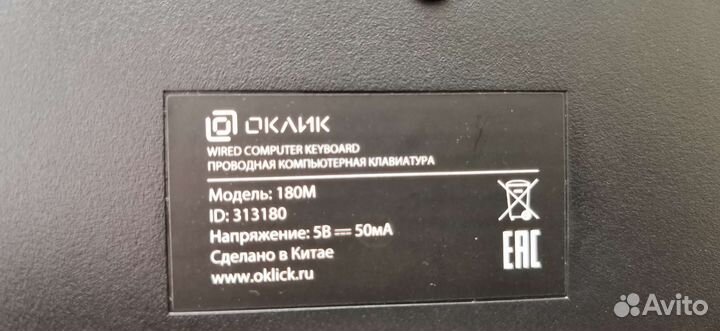 ОКЛИК
WIRED COMPUTER KEYBOARD
ПРОВОДНАЯ КОМПЬЮТЕРНАЯ КЛАВИАТУРА
Модель: 180M
ID: 313180
Напряжение: 5В 50мА
Сделано в Китае
www.oklick.ru
EAC
Avito